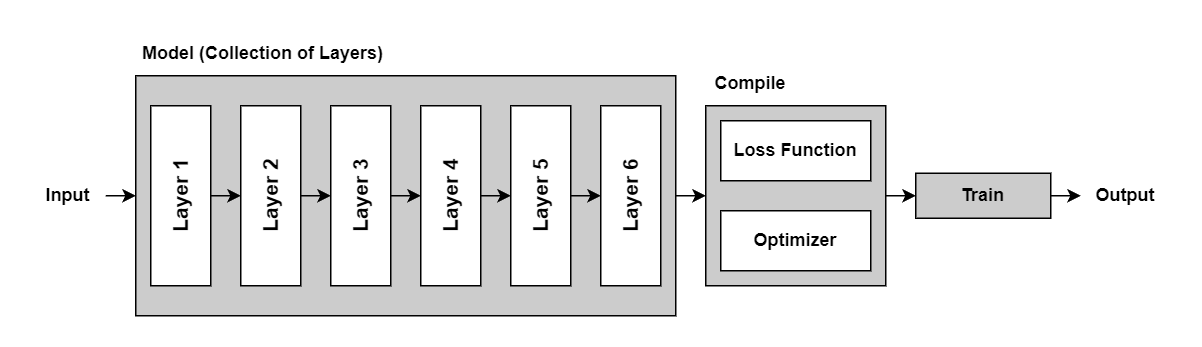 Model (Collection of Layers)
Compile
Input
Layer 1
Layer 2
Layer 3
Layer 4
Layer 5
Layer 6
Loss Function
Optimizer
Train
Output